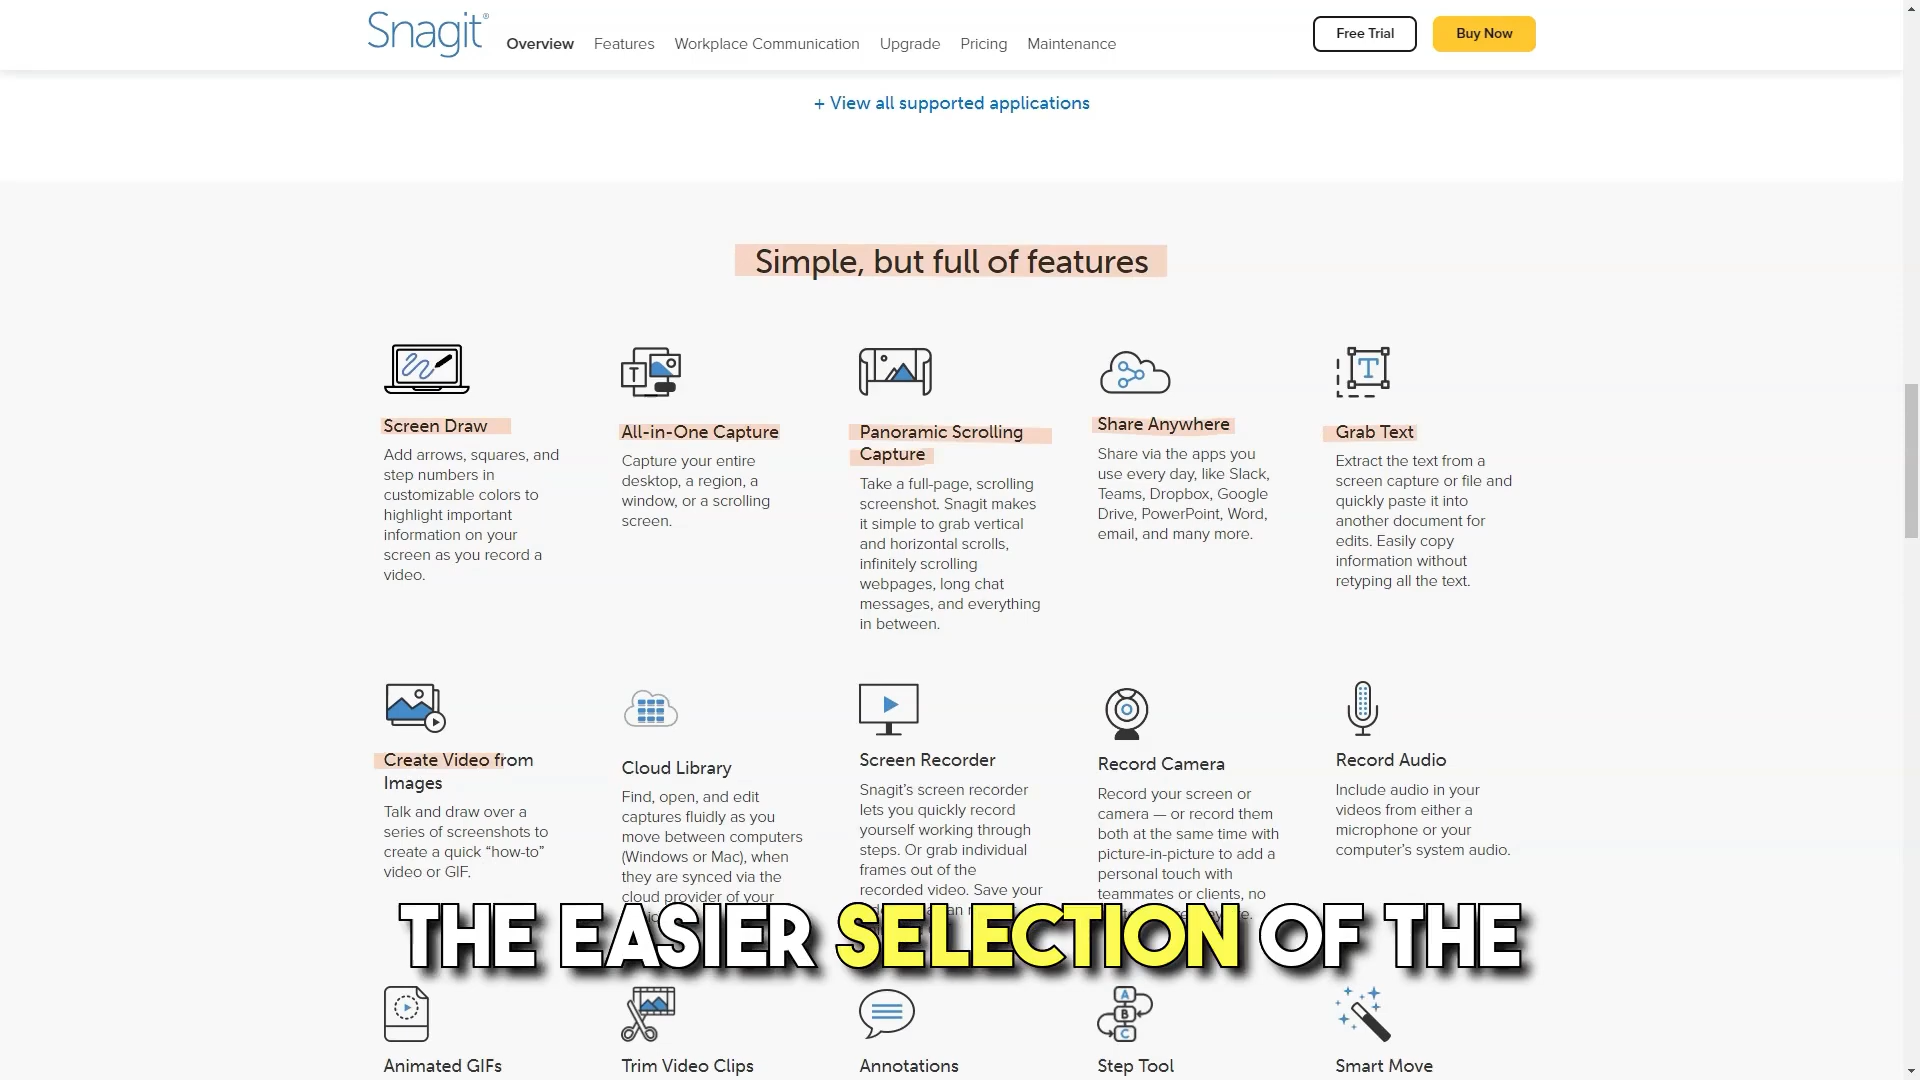 Snagit®
Overview Features Workplace Communication Upgrade Pricing Maintenance
Free Trial
Buy Now
+ View all supported applications
Simple, but full of features
Screen Draw
Add arrows, squares, and
step numbers in
customizable colors to
highlight important
information on your
screen as you record a
video.
T
All-in-One Capture
Capture your entire
desktop, a region, a
window, or a scrolling
screen.
Panoramic Scrolling
Capture
Take a full-page, scrolling
screenshot. Snagit makes
it simple to grab vertical
and horizontal scrolls,
infinitely scrolling
webpages, long chat
messages, and everything
in between.
Share Anywhere
Share via the apps you
use every day, like Slack,
Teams, Dropbox, Google
Drive, PowerPoint, Word,
email, and many more.
T
Grab Text
Extract the text from a
screen capture or file and
quickly paste it into
another document for
edits. Easily copy
information without
retyping all the text.
Create Video from
Images
Talk and draw over a
series of screenshots to
create a quick “how-to”
video or GIF.
Cloud Library
Find, open, and edit
captures fluidly as you
move between computers
(Windows or Mac), when
they are synced via the
cloud provider of your
Screen Recorder
Snagit’s screen recorder
lets you quickly record
yourself working through
steps. Or grab individual
frames out of the
recorded video. Save your
Record Camera
Record your screen or
camera — or record them
both at the same time with
picture-in-picture to add a
personal touch with
teammates or clients, no
Record Audio
Include audio in your
videos from either a
microphone or your
computer’s system audio.
THE EASIER SELECTION OF THE
Animated GIFs
Trim Video Clips
Annotations
A
B
C
Step Tool
Smart Move